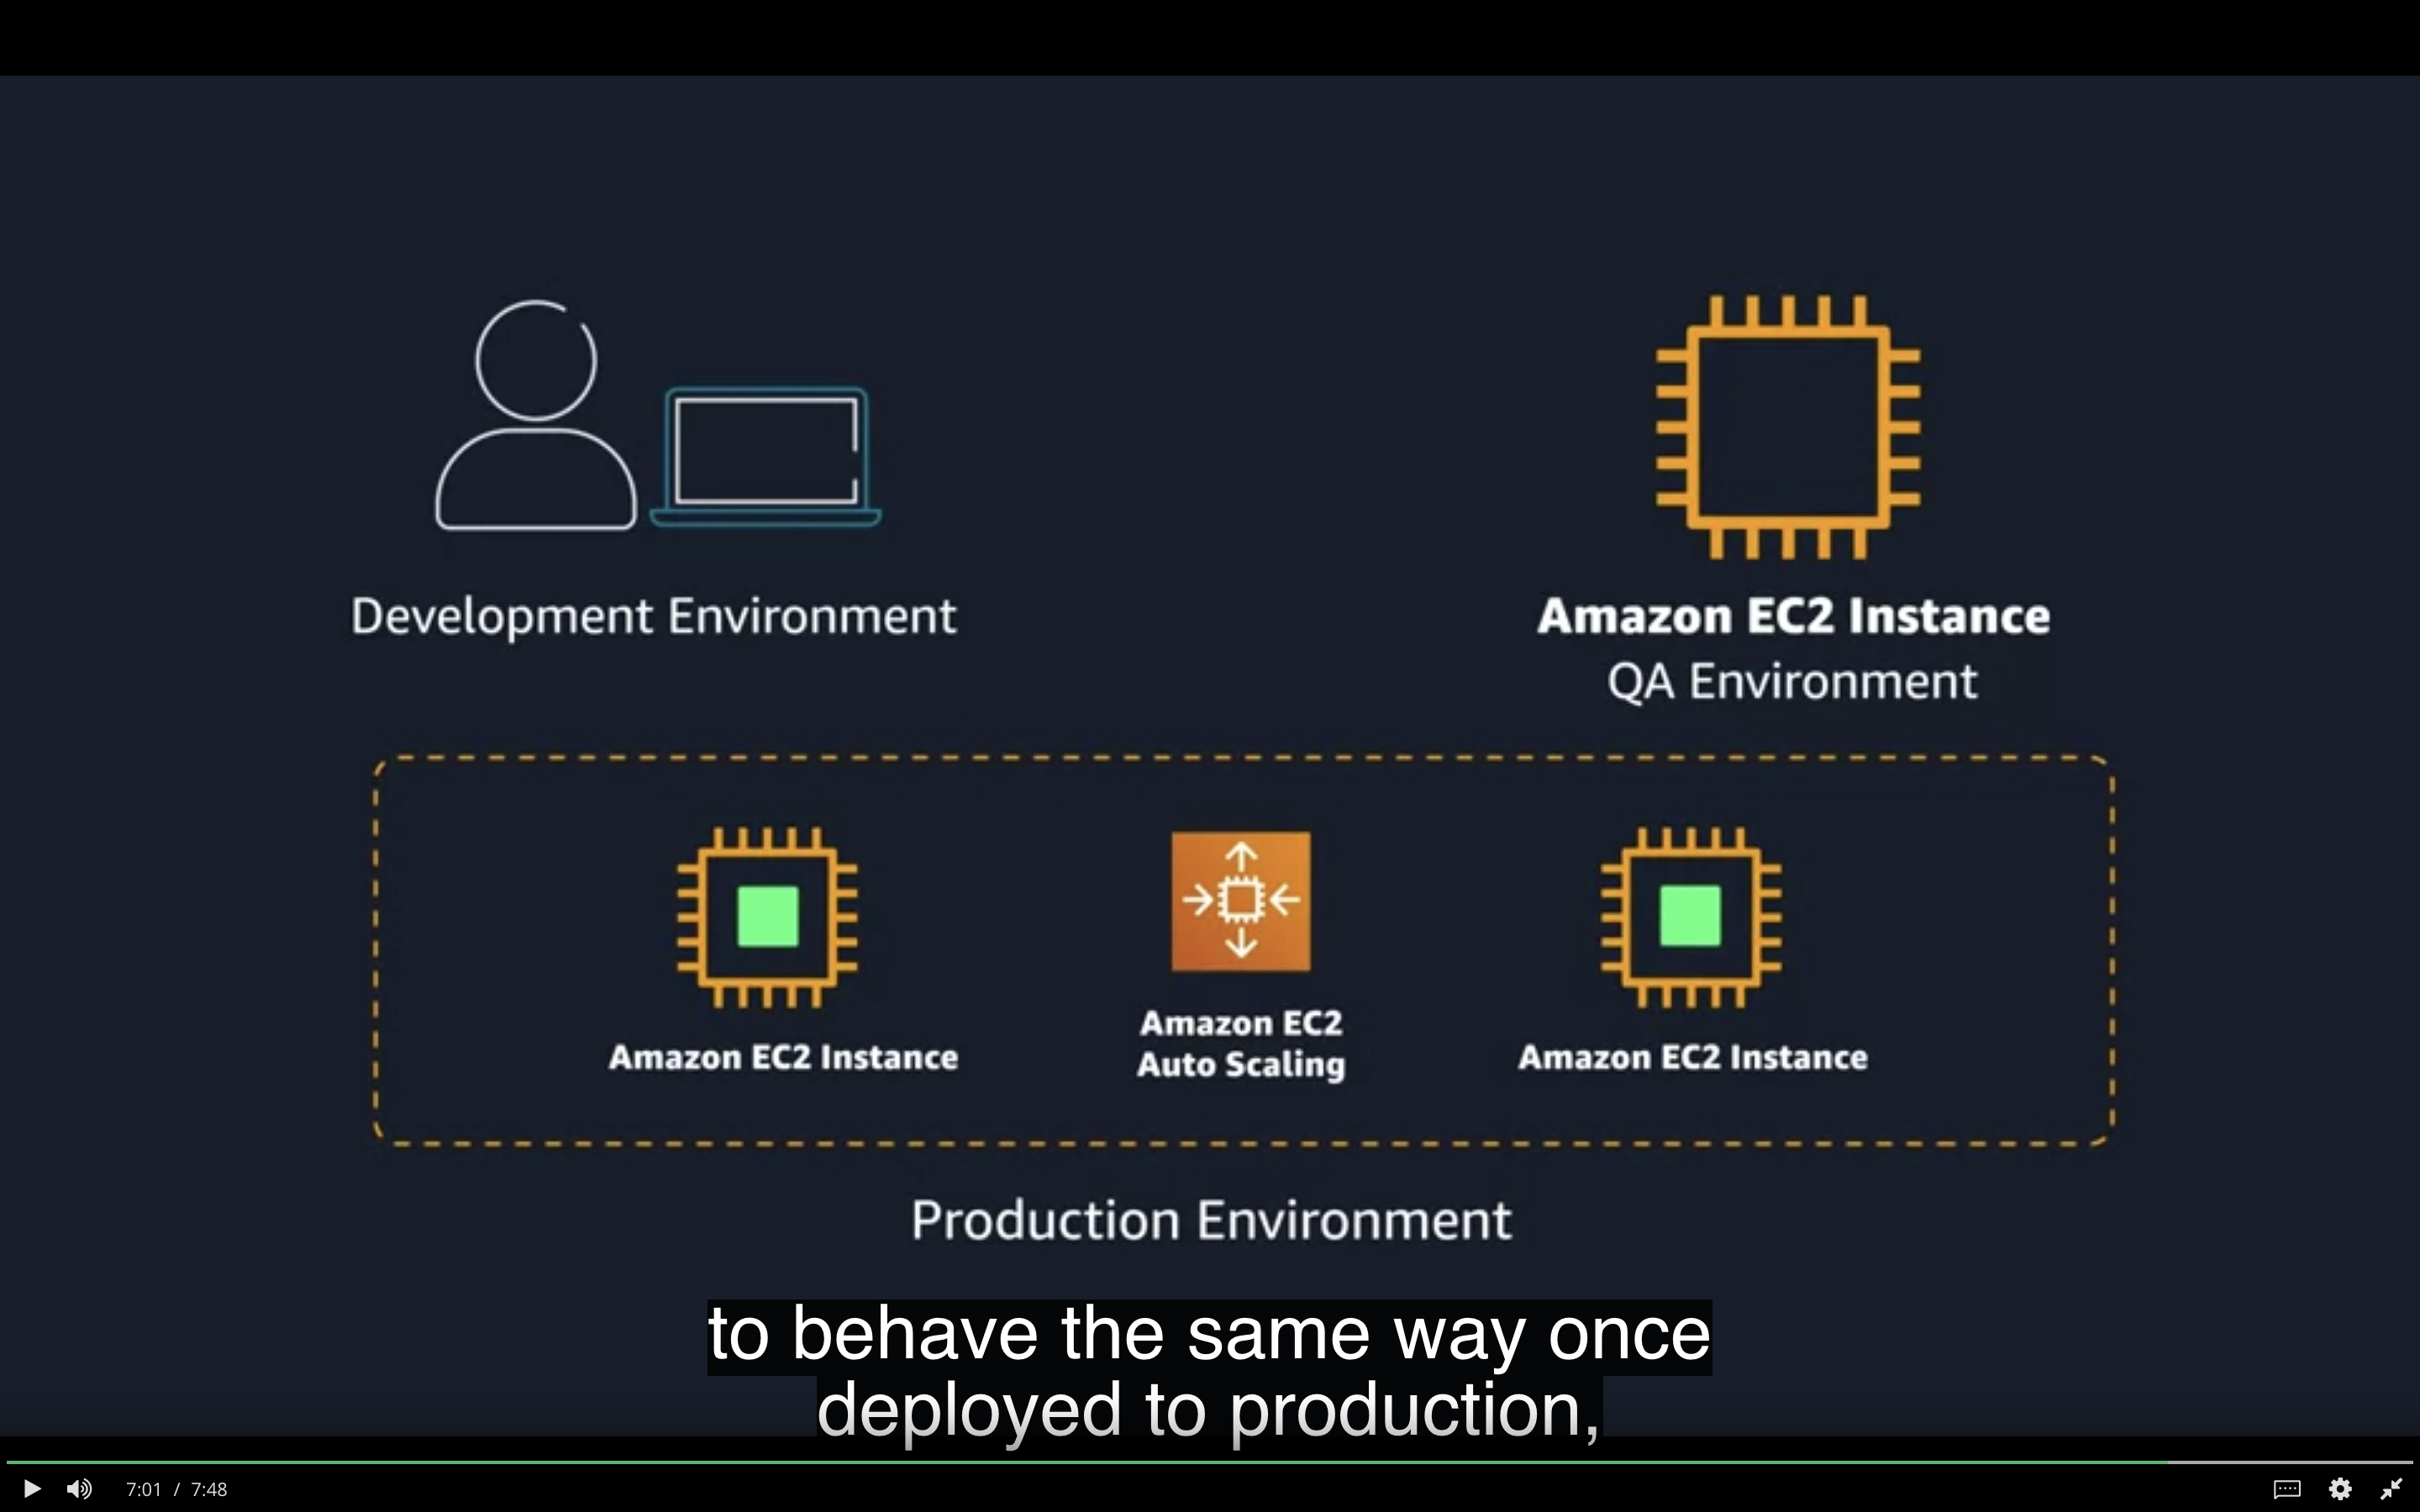 Development Environment
Amazon EC2 Instance
QA Environment
Amazon EC2 Instance
Amazon EC2
Auto Scaling
Amazon EC2 Instance
Production Environment
to behave the same way once
deployed to production,
7:01 / 7:48